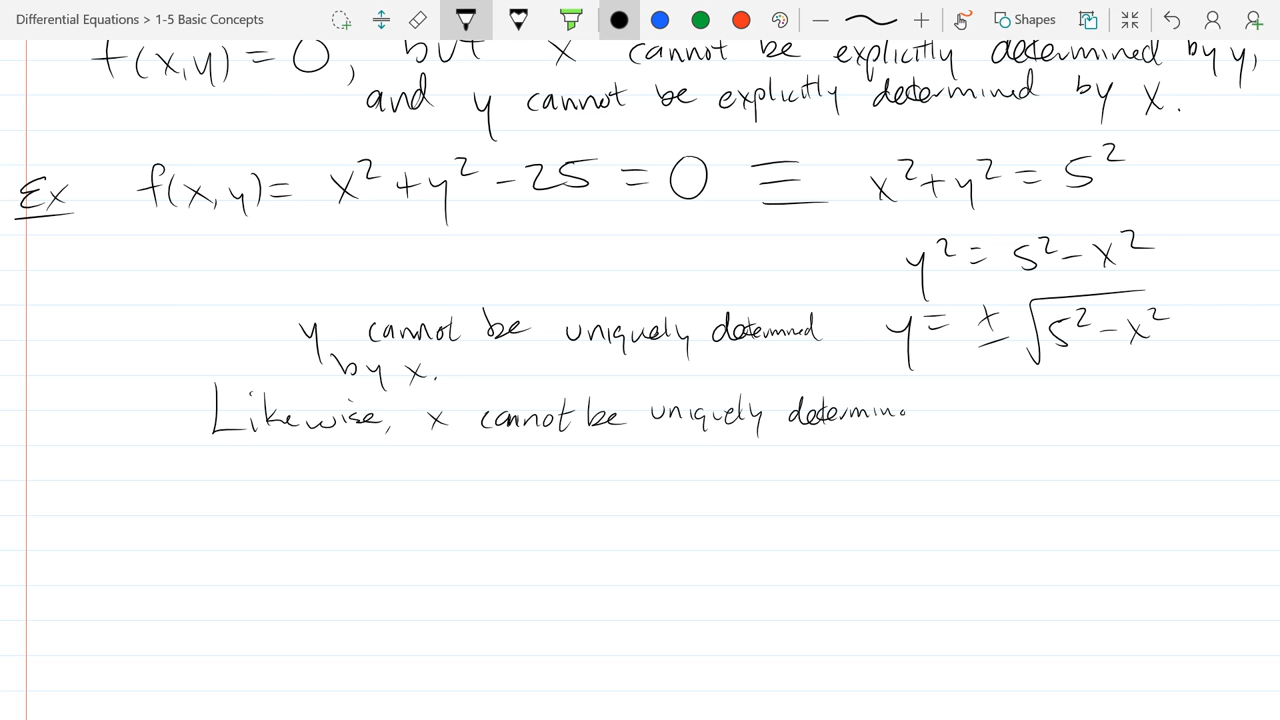 Differential Equations > 1-5 Basic Concepts
Shapes
f(x,y) = 0, but x cannot be explicitly determined by y,
and y cannot be explicitly determined by x.
Ex f(x,y) = x² + y² - 25 = 0 ≡ x² + y² = 5²
y² = 5² - x²
y cannot be uniquely determined y = ± √(5² - x²)
by x.
Likewise, x cannot be uniquely determin